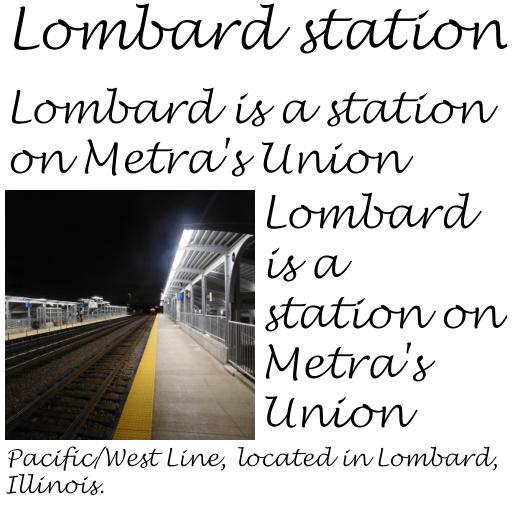 Lombard station
Lombard is a station
on Metra's Union
Lombard
is a
station on
Metra's
Union
Pacific/West Line, located in Lombard,
Illinois.